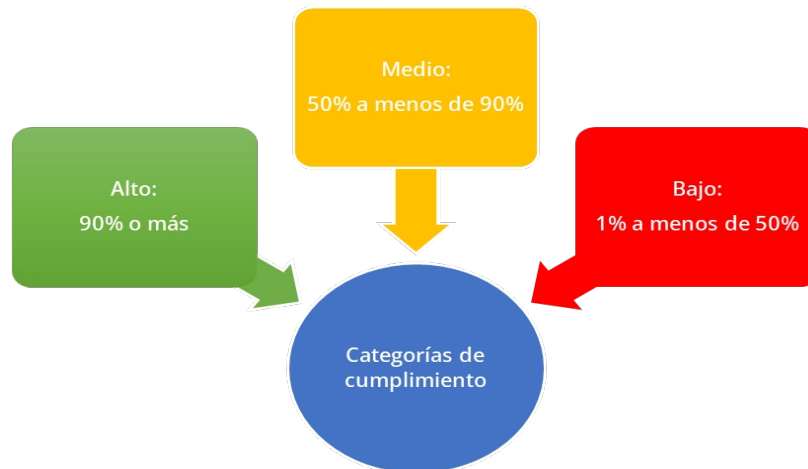 Medio:
50% a menos de 90%
Alto:
90% o más
Bajo:
1% a menos de 50%
Categorías de
cumplimiento